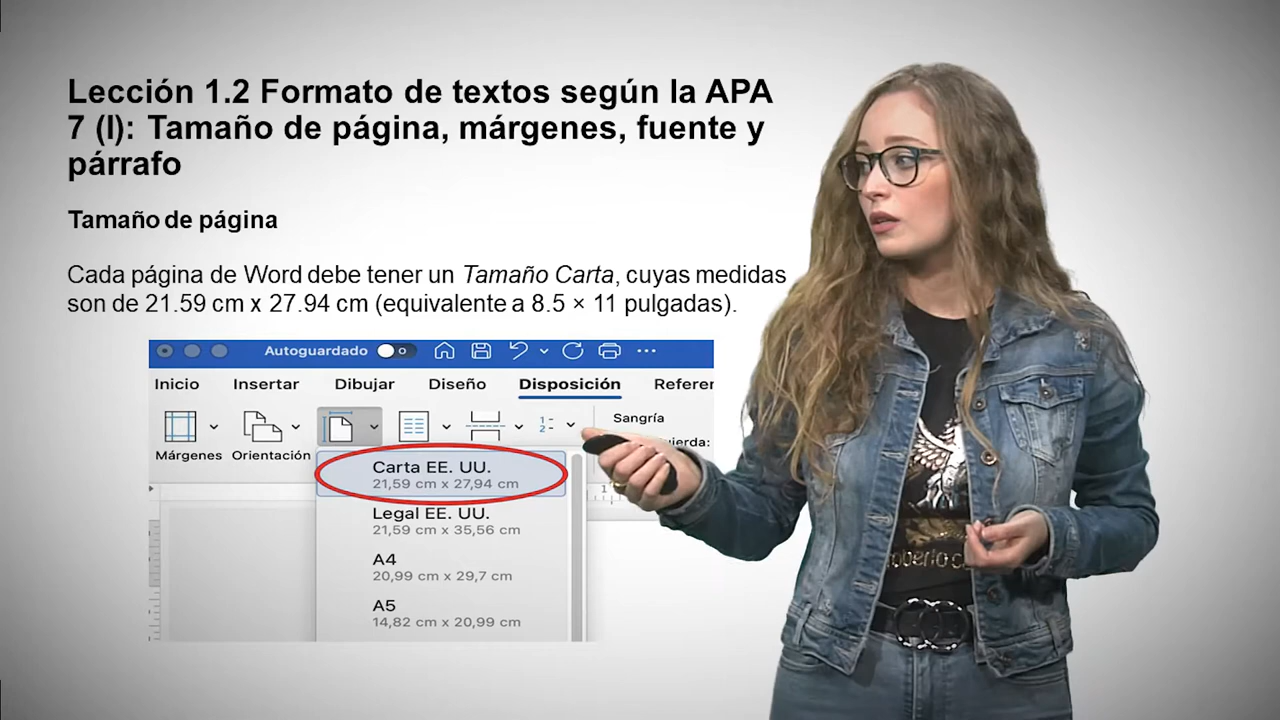 Lección 1.2 Formato de textos según la APA
7 (I): Tamaño de página, márgenes, fuente y
párrafo
Tamaño de página
Cada página de Word debe tener un Tamaño Carta, cuyas medidas
son de 21.59 cm x 27.94 cm (equivalente a 8.5 × 11 pulgadas).
Autoguardado
Inicio Insertar Dibujar Diseño Disposición Referen
Sangría
Márgenes Orientación
Carta EE. UU.
21,59 cm x 27,94 cm
Legal EE. UU.
21,59 cm x 35,56 cm
A4
20,99 cm x 29,7 cm
A5
14,82 cm x 20,99 cm